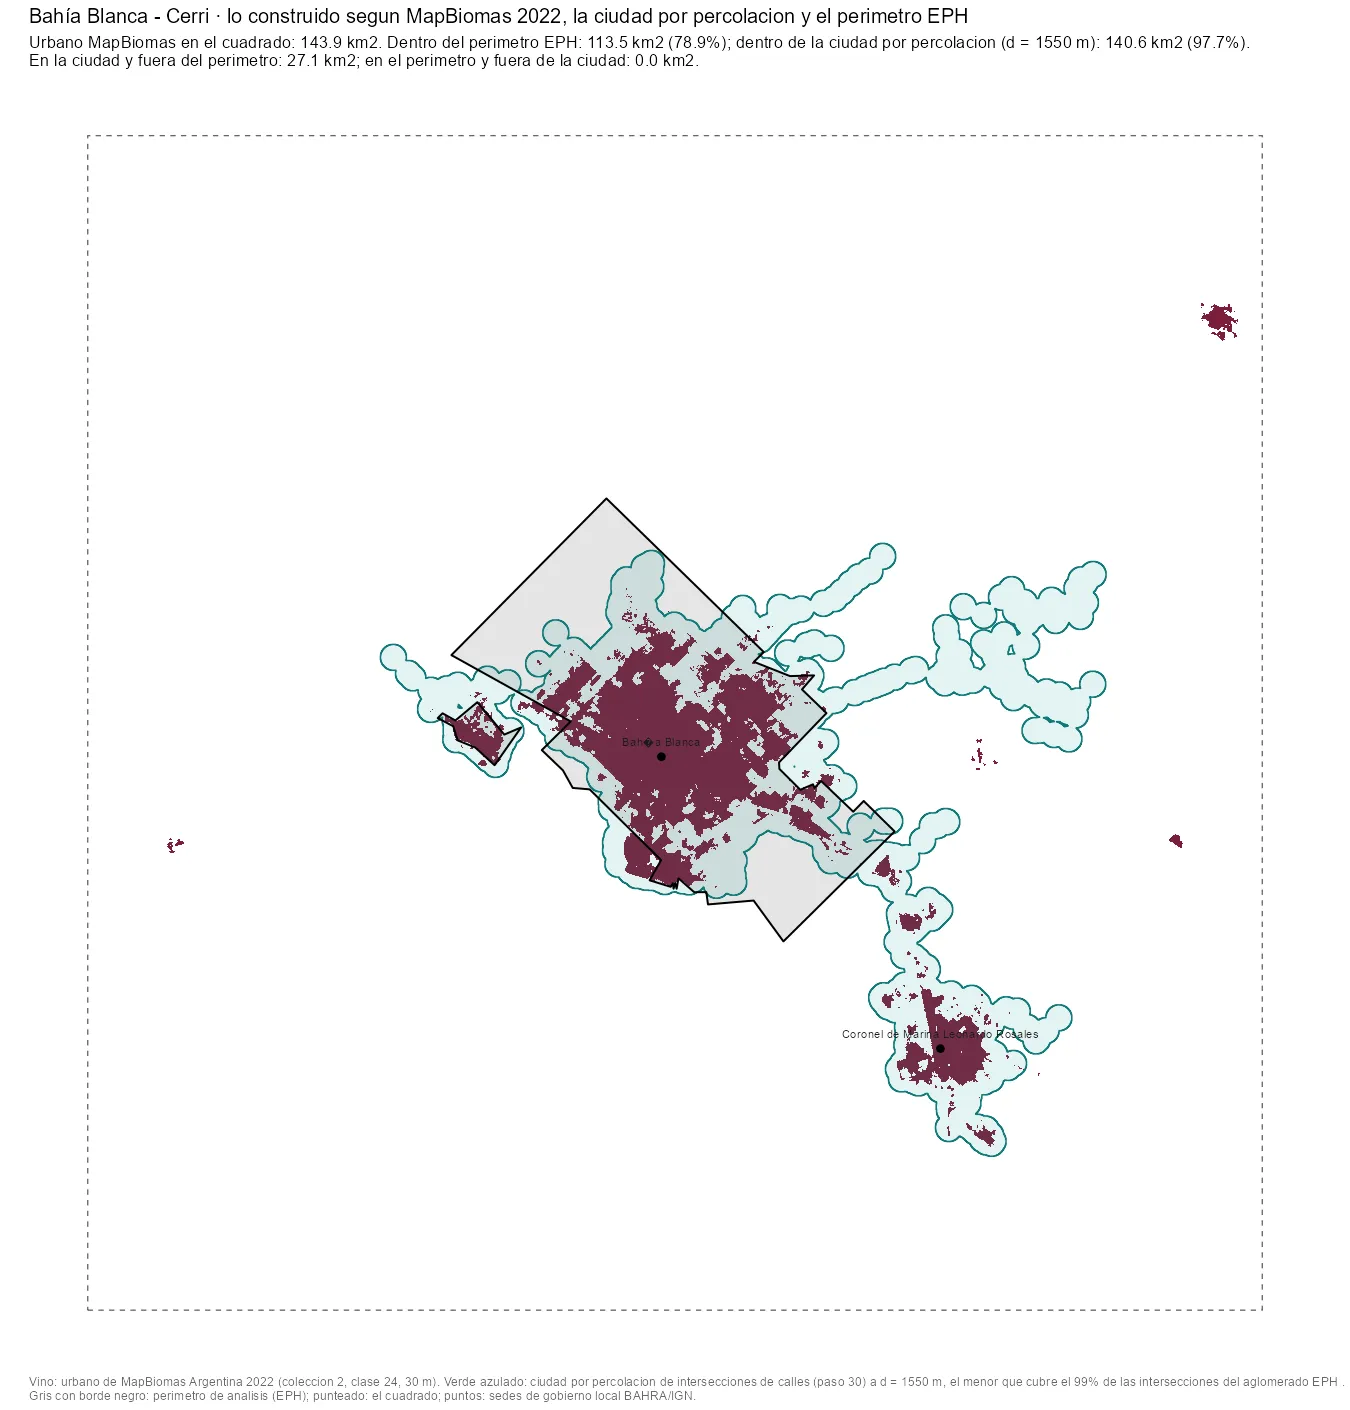 Bahía Blanca - Cerri · lo construido segun MapBiomas 2022, la ciudad por percolacion y el perimetro EPH
Urbano MapBiomas en el cuadrado: 143.9 km2. Dentro del perimetro EPH: 113.5 km2 (78.9%); dentro de la ciudad por percolacion (d = 1550 m): 140.6 km2 (97.7%).
En la ciudad y fuera del perimetro: 27.1 km2; en el perimetro y fuera de la ciudad: 0.0 km2.
Bah�a Blanca
Coronel de Marina Leonardo Rosales
Vino: urbano de MapBiomas Argentina 2022 (coleccion 2, clase 24, 30 m). Verde azulado: ciudad por percolacion de intersecciones de calles (paso 30) a d = 1550 m, el menor que cubre el 99% de las intersecciones del aglomerado EPH .
Gris con borde negro: perimetro de analisis (EPH); punteado: el cuadrado; puntos: sedes de gobierno local BAHRA/IGN.